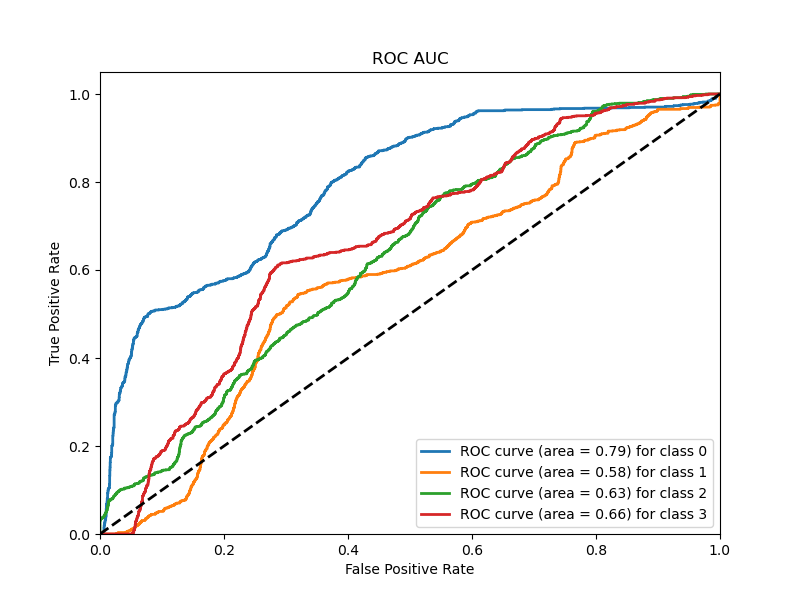 ROC AUC
True Positive Rate
1.0
0.8
0.6
0.4
0.2
0.0
ROC curve (area = 0.79) for class 0
ROC curve (area = 0.58) for class 1
ROC curve (area = 0.63) for class 2
ROC curve (area = 0.66) for class 3
0.0 0.2 0.4 0.6 0.8 1.0
False Positive Rate